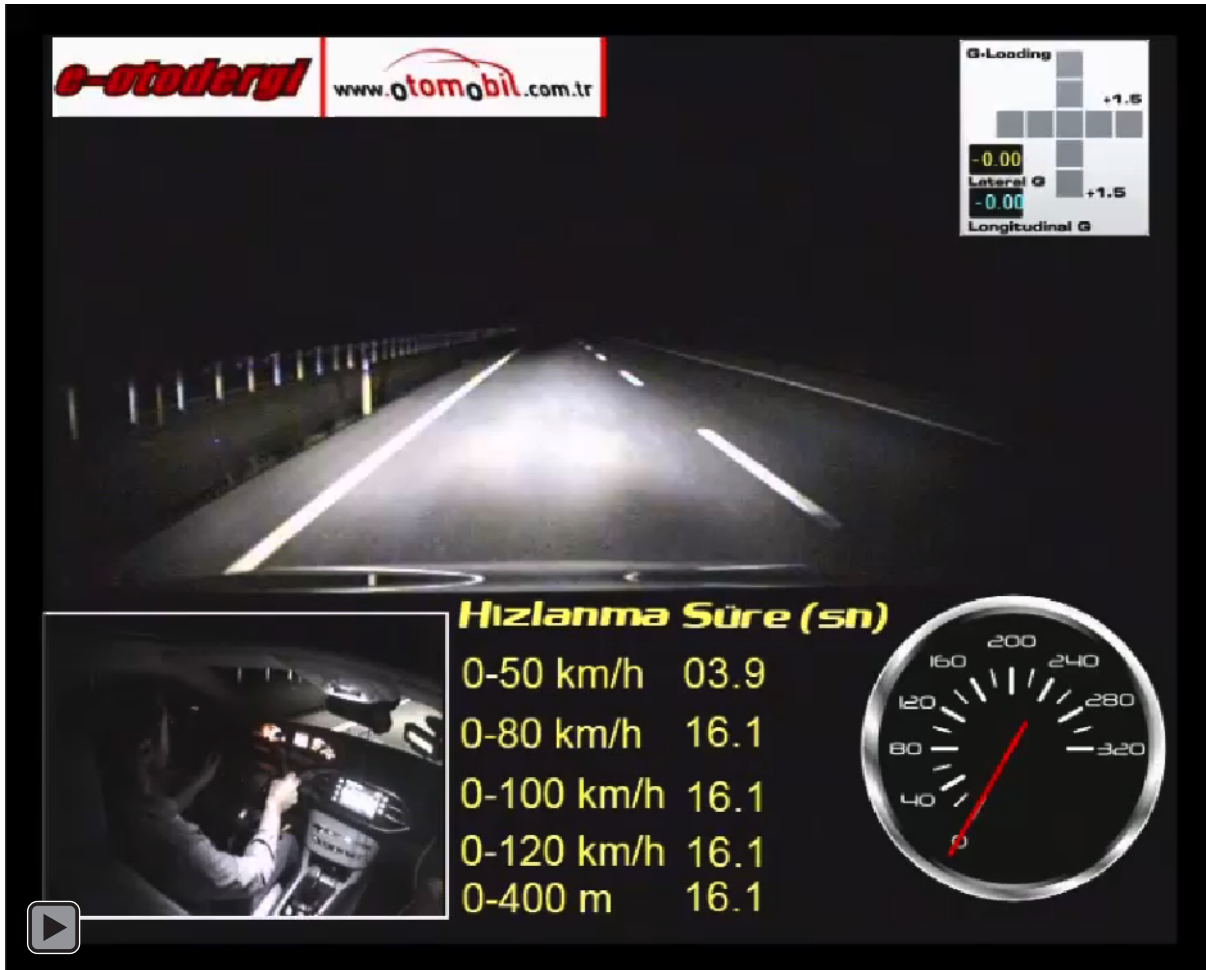 e-otodergi
www.otomobil.com.tr
G-Loading
+1.5
-0.00
Lateral G
+1.5
-0.00
Longitudinal G
Hızlanma Süre (sn)
0-50 km/h 03.9
0-80 km/h 16.1
0-100 km/h 16.1
0-120 km/h 16.1
0-400 m 16.1
200
160 240
120 280
80 320
40
0